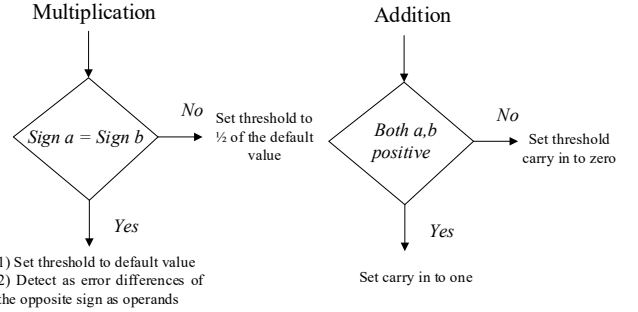 Multiplication
Sign a = Sign b
No
Set threshold to
½ of the default
value
Yes
1) Set threshold to default value
2) Detect as error differences of
the opposite sign as operands
Addition
Both a,b
positive
No
Set threshold
carry in to zero
Yes
Set carry in to one